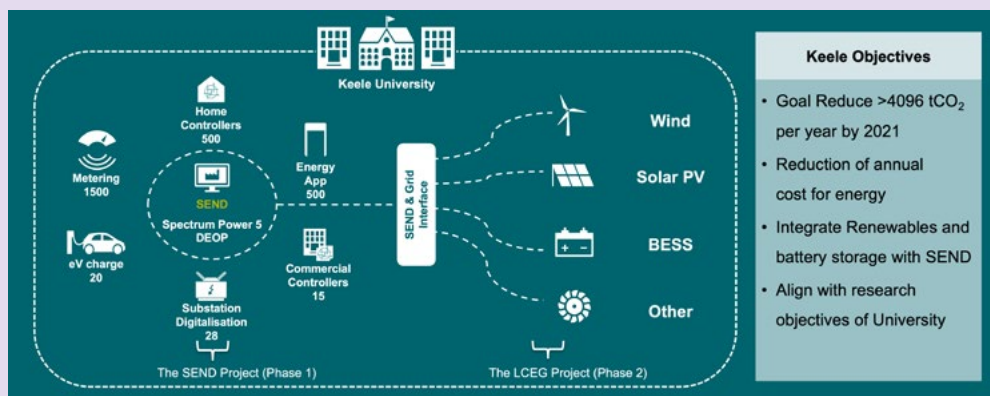 Keele University
Home
Controllers
500
Metering
1500
Energy
App
500
SEND
Spectrum Power 5
DEOP
eV charge
20
Commercial
Controllers
15
Substation
Digitalisation
28
The SEND Project (Phase 1)
SEND & Grid
Interface
Wind
Solar PV
BESS
Other
The LCEG Project (Phase 2)
Keele Objectives
• Goal Reduce >4096 tCO₂
per year by 2021
• Reduction of annual
cost for energy
• Integrate Renewables and
battery storage with SEND
• Align with research
objectives of University